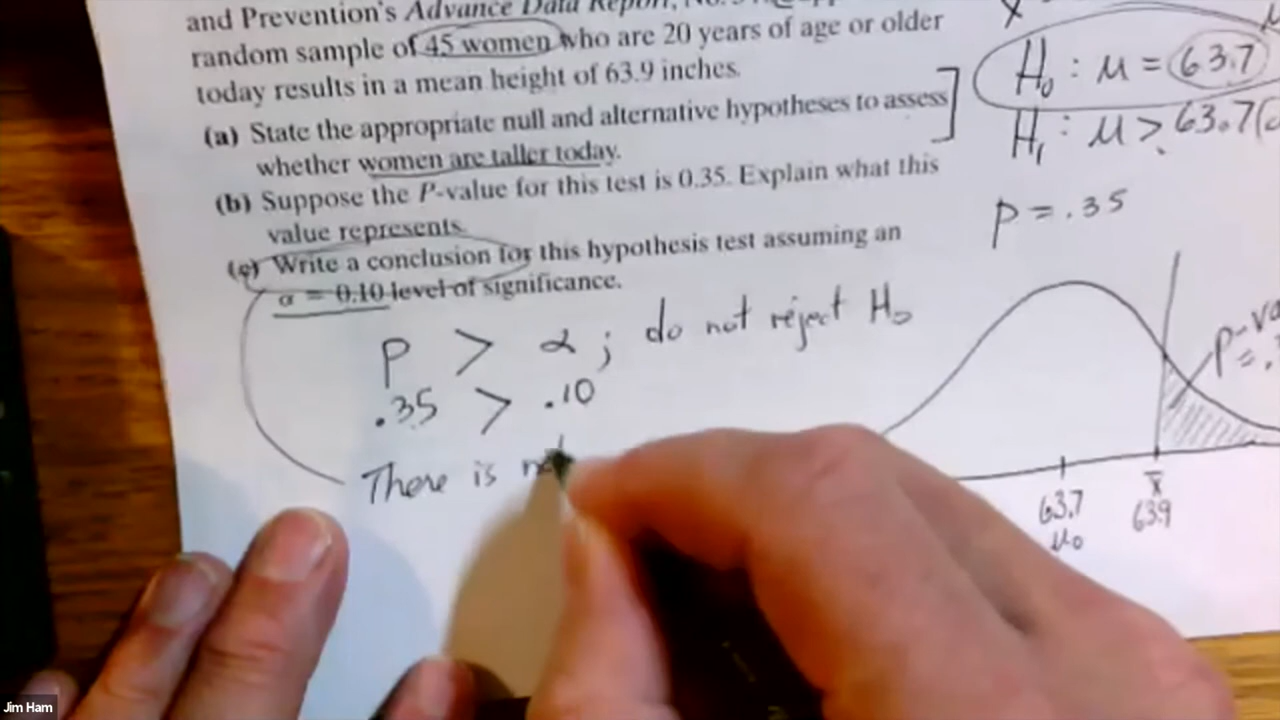 and Prevention's Advance Data Report, No.
random sample of 45 women who are 20 years of age or older
today results in a mean height of 63.9 inches.
(a) State the appropriate null and alternative hypotheses to assess
whether women are taller today.
(b) Suppose the P-value for this test is 0.35. Explain what this
value represents.
(c) Write a conclusion for this hypothesis test assuming an
α = 0.10 level of significance.
P > α ; do not reject H₀
.35 > .10
There is not
H₀ : μ = 63.7
H₁ : μ > 63.7
P = .35
P-va
= .
63.7
μ₀
x̄
63.9
Jim Ham